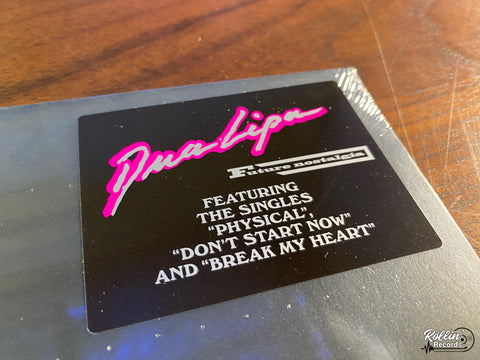 Dua Lipa
Future nostalgia
FEATURING
THE SINGLES
"PHYSICAL",
"DON'T START NOW"
AND "BREAK MY HEART"
Rollin'
Records